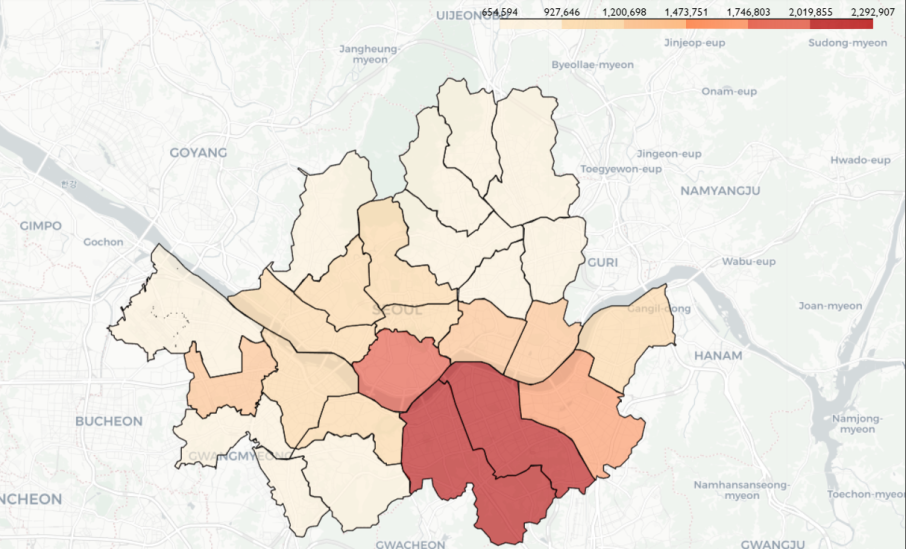 UIJEONGBU
654,594 927,646 1,200,698 1,473,751 1,746,803 2,019,855 2,292,907
Jangheung-
myeon
Jinjeop-eup
Sudong-myeon
Byeollae-myeon
Onam-eup
GOYANG
Jingeon-eup
Toegyewon-eup
Hwado-eup
한강
NAMYANGJU
GIMPO
Gochon
GURI
Wabu-eup
SEOUL
Gangil-dong
Joan-myeon
HANAM
BUCHEON
Namjong-
myeon
GWANGMYEONG
Namhansanseong-
myeon
NCHEON
Toechon-myeon
GWACHEON
GWANGJU